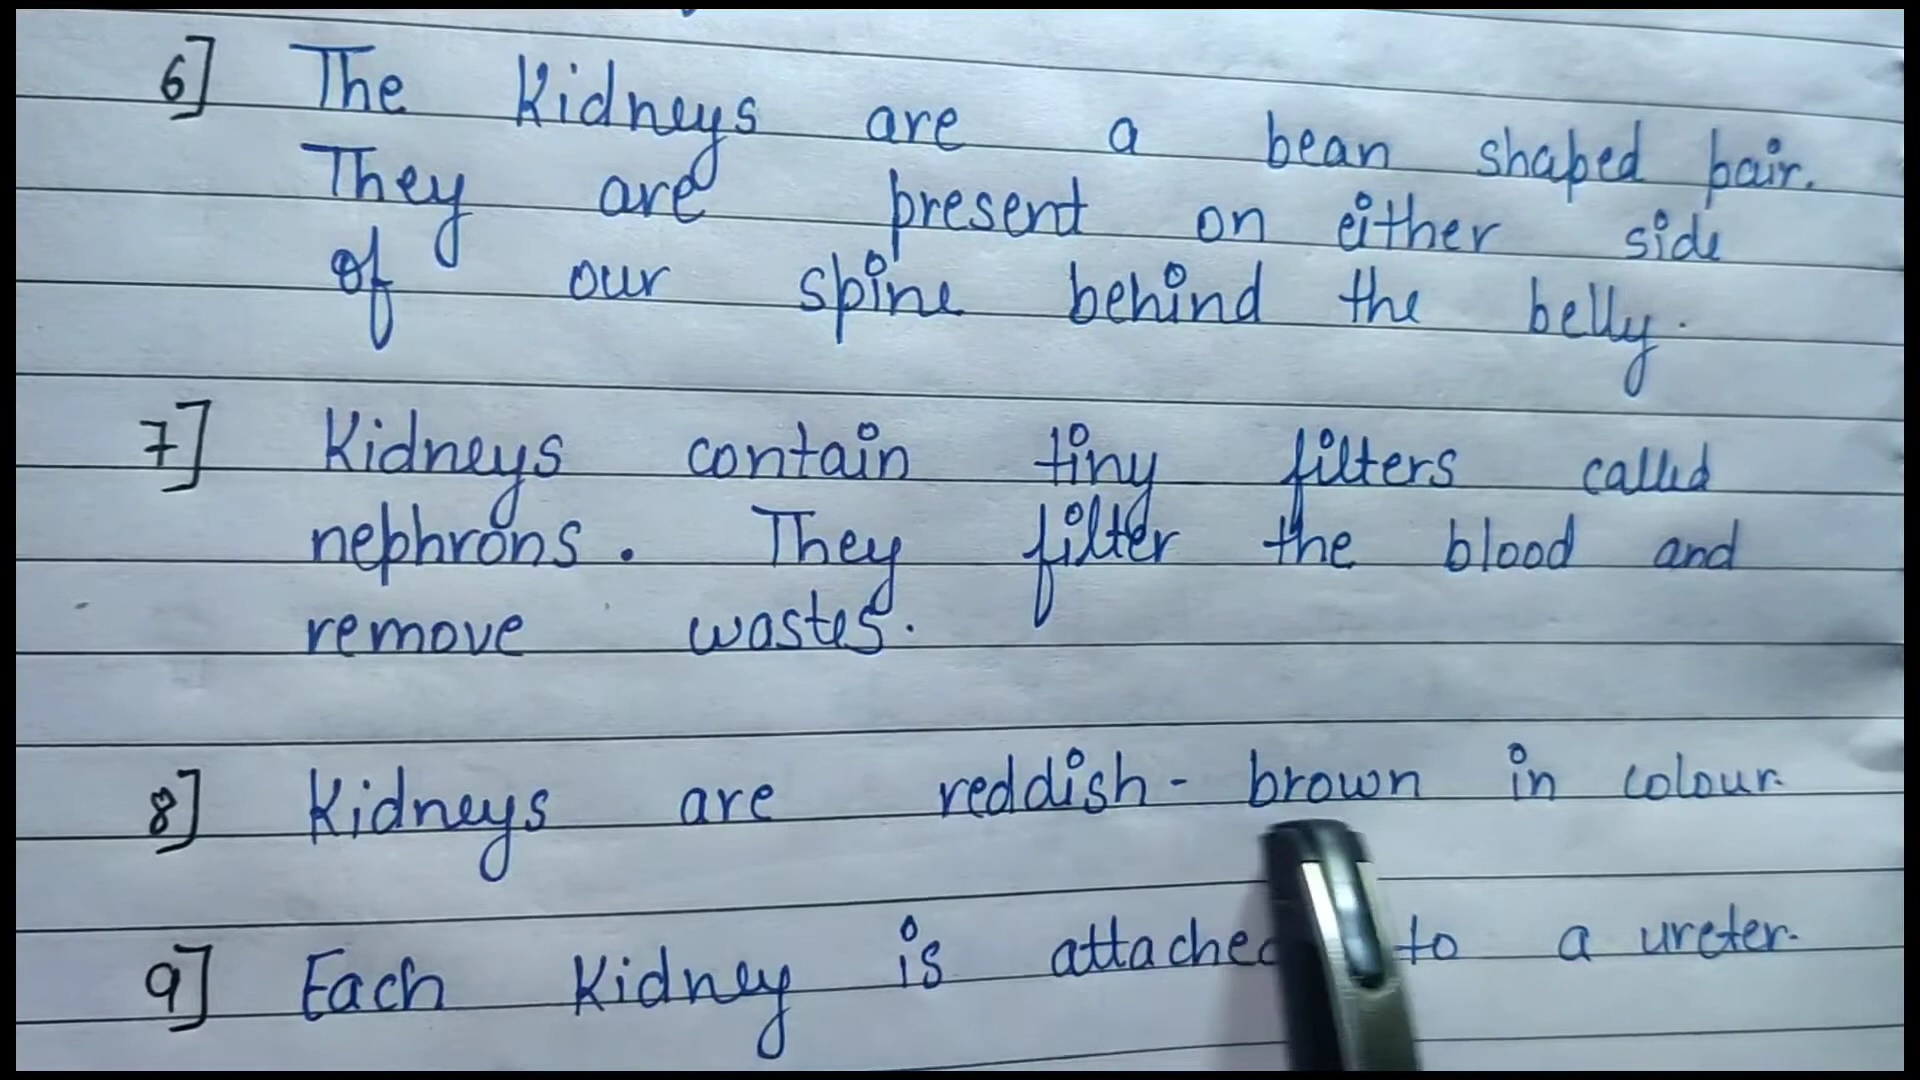 6] The Kidneys are a bean shaped pair.
They are present on either side
of our spine behind the belly.
7] Kidneys contain tiny filters called
nephrons. They filter the blood and
remove wastes.
8] Kidneys are reddish-brown in colour.
9] Each Kidney is attached to a ureter.